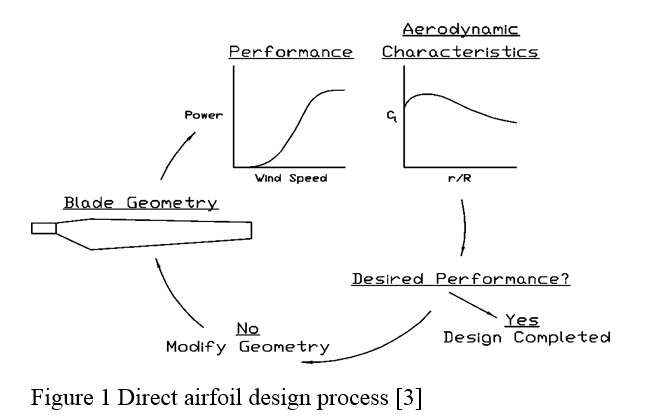 Aerodynamic
Performance
Characteristics
Power
Wind Speed
Cl
r/R
Blade Geometry
Desired Performance?
Yes
Design Completed
No
Modify Geometry
Figure 1 Direct airfoil design process [3]